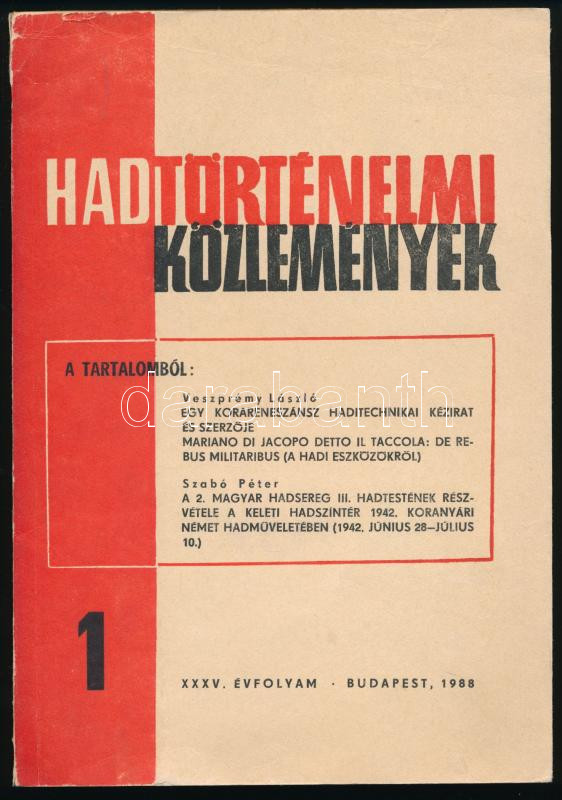 HADTÖRTÉNELMI
KÖZLEMÉNYEK
A TARTALOMBÓL:
Veszprémy László
EGY KORARENESZÁNSZ HADITECHNIKAI KÉZIRAT
ÉS SZERZŐJE
MARIANO DI JACOPO DETTO IL TACCOLA: DE RE-
BUS MILITARIBUS (A HADI ESZKÖZÖKRŐL)
Szabó Péter
A 2. MAGYAR HADSEREG III. HADTESTÉNEK RÉSZ-
VÉTELE A KELETI HADSZÍNTÉR 1942. KORANYÁRI
NÉMET HADMŰVELETÉBEN (1942. JÚNIUS 28—JÚLIUS
10.)
darabanth
1
XXXV. ÉVFOLYAM · BUDAPEST, 1988